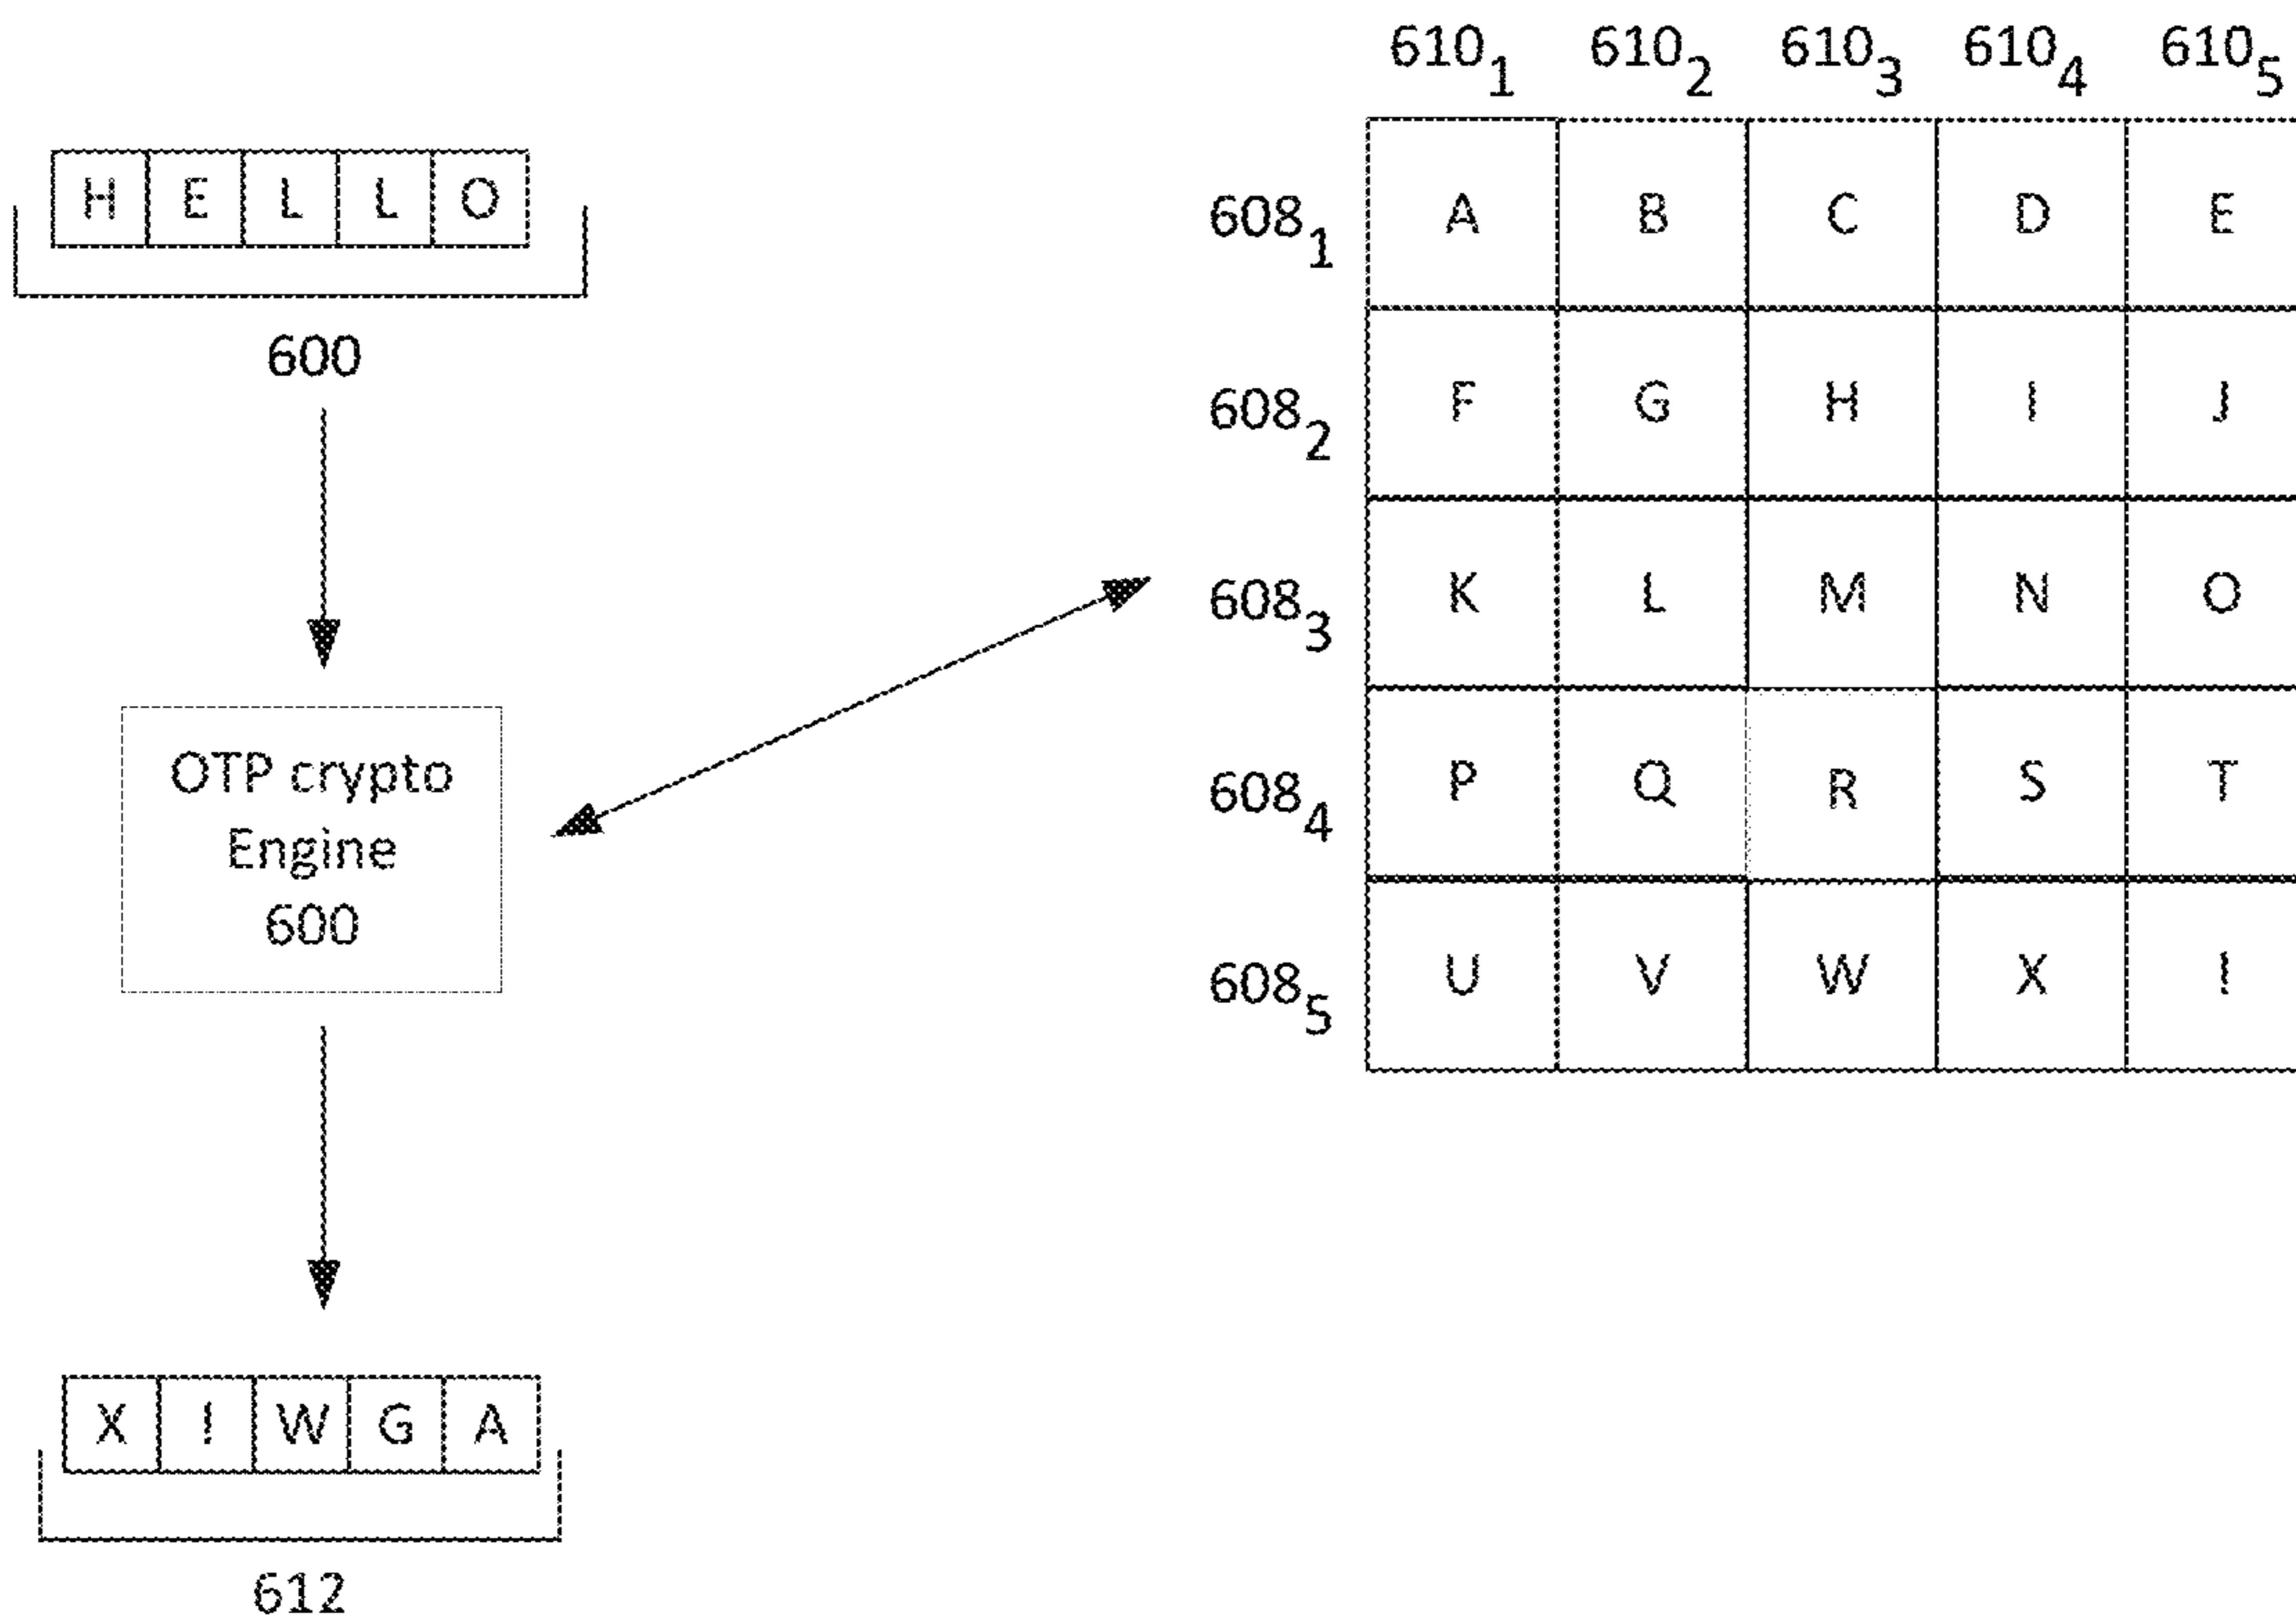 610₁ 610₂ 610₃ 610₄ 610₅
H E L L O
600
OTP crypto
Engine
600
X I W G A
612
608₁ A B C D E
608₂ F G H I J
608₃ K L M N O
608₄ P Q R S T
608₅ U V W X !